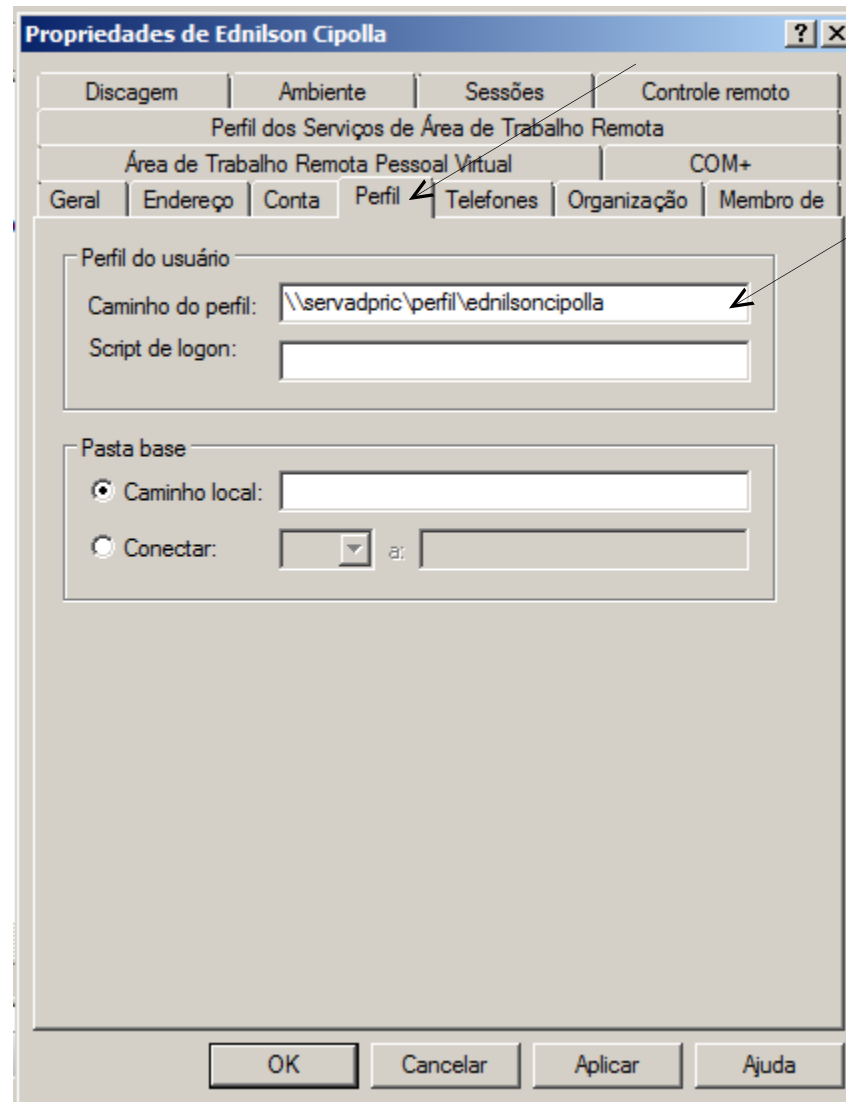 Propriedades de Ednilson Cipolla
Discagem Ambiente Sessões Controle remoto
Perfil dos Serviços de Área de Trabalho Remota
Área de Trabalho Remota Pessoal Virtual COM+
Geral Endereço Conta Perfil Telefones Organização Membro de
Perfil do usuário
Caminho do perfil: \\servadpric\perfil\ednilsoncipolla
Script de logon:
Pasta base
Caminho local:
Conectar: a:
OK Cancelar Aplicar Ajuda